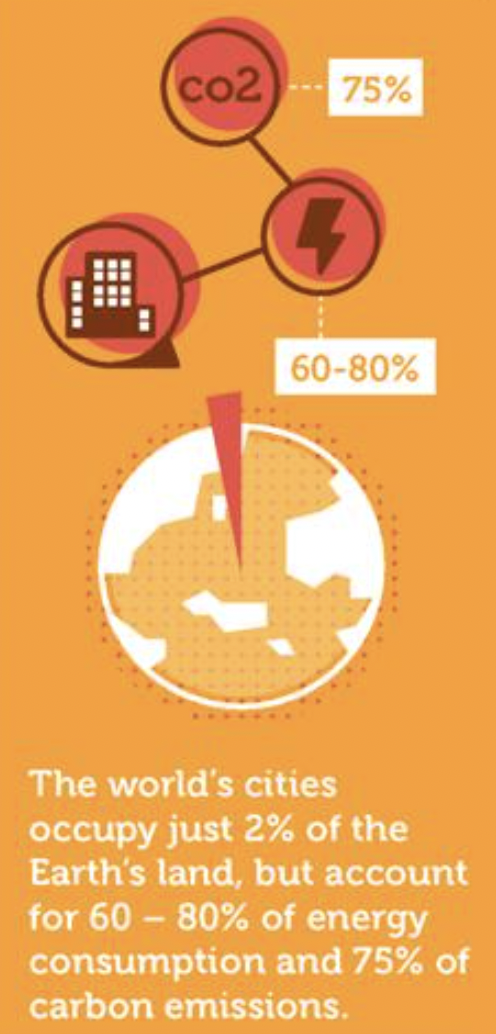 co2
75%
60-80%
The world's cities
occupy just 2% of the
Earth's land, but account
for 60 – 80% of energy
consumption and 75% of
carbon emissions.